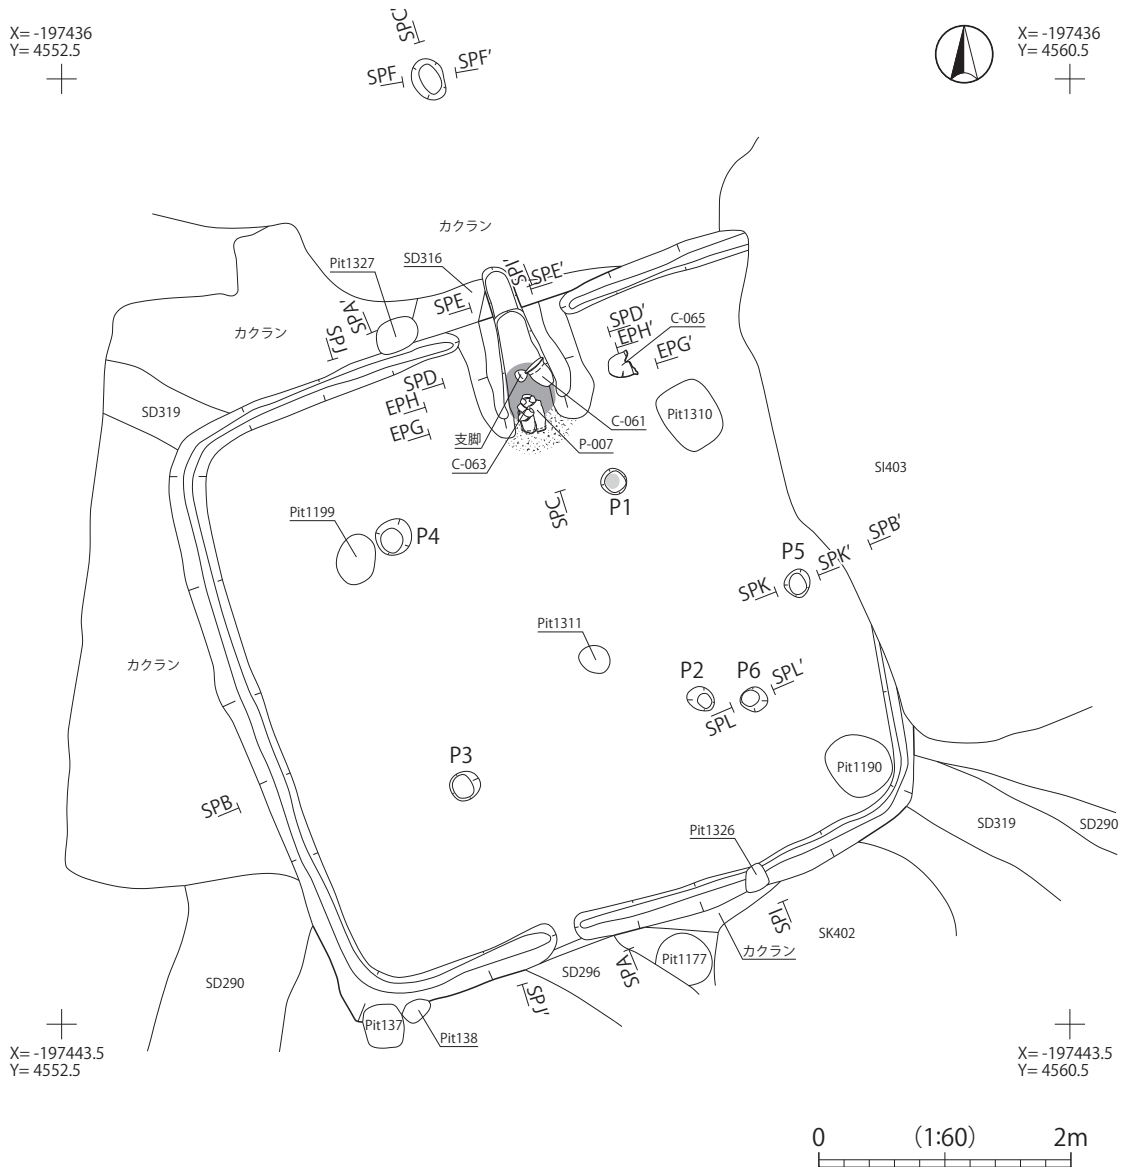 X= -197436
Y= 4552.5
SPC'
SPF
SPF'
X= -197436
Y= 4560.5
カクラン
Pit1327
SD316
SPI'
SPE'
SPE
SPA'
SPJ
カクラン
SPD'
EPH'
C-065
EPG'
SPD
EPH
EPG
SD319
Pit1310
支脚
C-061
C-063
P-007
SI403
SPC
P1
Pit1199
P4
SPB'
P5
SPK'
SPK
Pit1311
カクラン
P2
P6
SPL'
SPL
P3
Pit1190
SPB
Pit1326
SD319
SD290
SPI
SK402
カクラン
SD290
SD296
SPA
Pit1177
SPJ'
Pit137
Pit138
X= -197443.5
Y= 4552.5
X= -197443.5
Y= 4560.5
0
(1:60)
2m